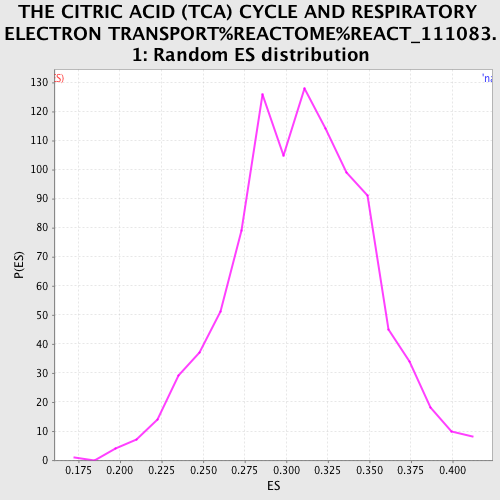 THE CITRIC ACID (TCA) CYCLE AND RESPIRATORY
ELECTRON TRANSPORT%REACTOME%REACT_111083.
1: Random ES distribution
S)
'na
130
120
110
100
90
80
70
60
50
40
30
20
10
0
P(ES)
0.175 0.200 0.225 0.250 0.275 0.300 0.325 0.350 0.375 0.400
ES